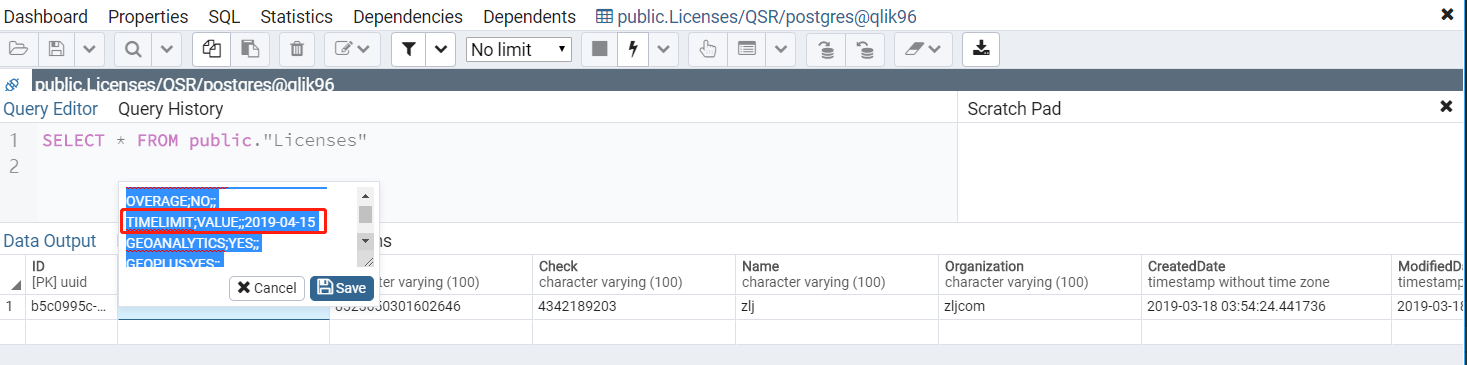 Dashboard Properties SQL Statistics Dependencies Dependents public.Licenses/QSR/postgres@qlik96
No limit
public.Licenses/QSR/postgres@qlik96
Query Editor Query History Scratch Pad
1 SELECT * FROM public."Licenses"
2
OVERAGE;NO;;
TIMELIMIT;VALUE;;2019-04-15
GEOANALYTICS;YES;;
GEOPLUS;YES;;
Cancel Save
Data Output
ID Check Name Organization CreatedDate ModifiedDa
[PK] uuid varying (100) character varying (100) character varying (100) character varying (100) timestamp without time zone timestamp
1 b5c0995c-... 4342189203 zlj zljcom 2019-03-18 03:54:24.441736 2019-03-18